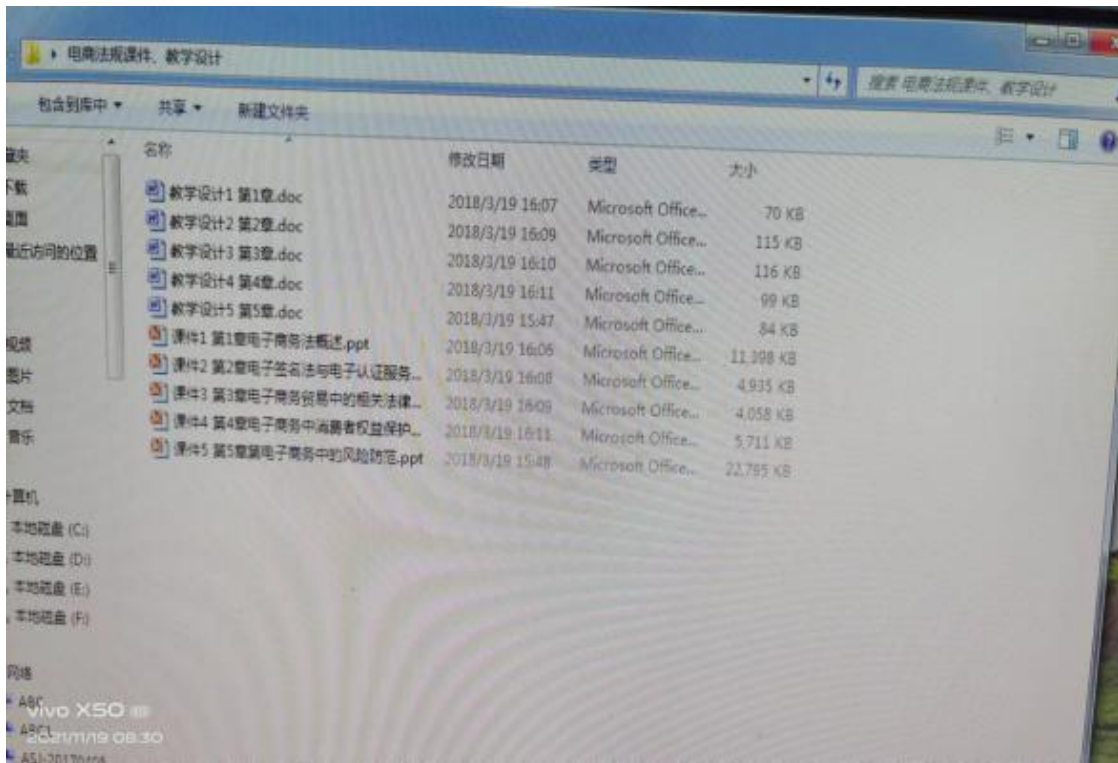 电商法规课件、教学设计
搜索 电商法规课件、教学设计
包含到库中 共享 新建文件夹
名称 修改日期 类型 大小
教学设计1 第1章.doc 2018/3/19 16:07 Microsoft Office... 70 KB
教学设计2 第2章.doc 2018/3/19 16:09 Microsoft Office... 115 KB
教学设计3 第3章.doc 2018/3/19 16:10 Microsoft Office... 116 KB
教学设计4 第4章.doc 2018/3/19 16:11 Microsoft Office... 99 KB
教学设计5 第5章.doc 2018/3/19 15:47 Microsoft Office... 84 KB
课件1 第1章电子商务法概述.ppt 2018/3/19 16:06 Microsoft Office... 11,398 KB
课件2 第2章电子签名法与电子认证服务... 2018/3/19 16:08 Microsoft Office... 4,935 KB
课件3 第3章电子商务贸易中的相关法律... 2018/3/19 16:09 Microsoft Office... 4,058 KB
课件4 第4章电子商务中消费者权益保护... 2018/3/19 16:11 Microsoft Office... 5,711 KB
课件5 第5章第电子商务中的风险防范.ppt 2018/3/19 15:48 Microsoft Office... 22,795 KB
藏夹
下载
桌面
最近访问的位置
视频
图片
文档
音乐
计算机
本地磁盘 (C:)
本地磁盘 (D:)
本地磁盘 (E:)
本地磁盘 (F:)
网络
ABC
ABC1
vivo X50
2021/11/19 08:30